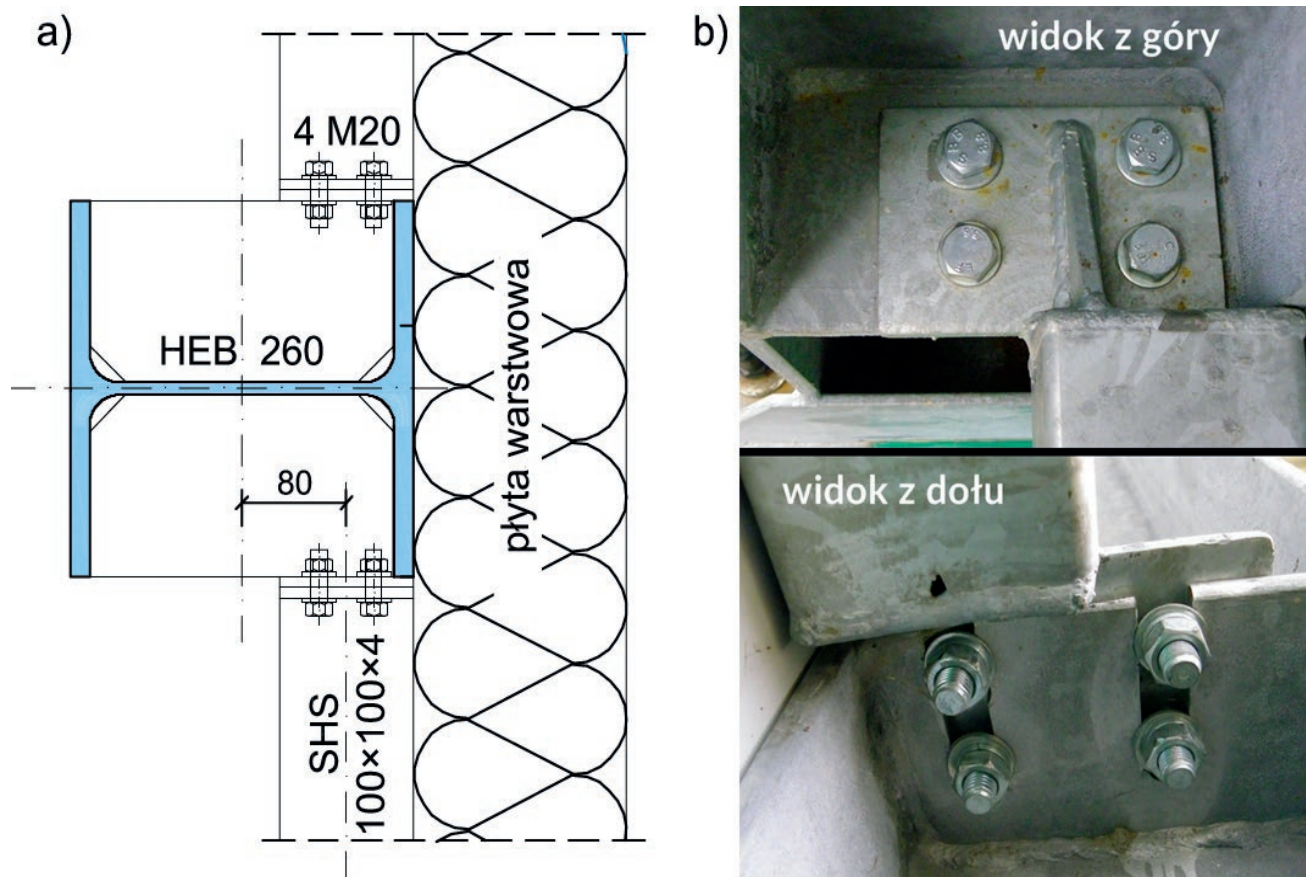 a)
4 M20
HEB 260
80
płyta warstwowa
SHS
100×100×4
b)
widok z góry
widok z dołu